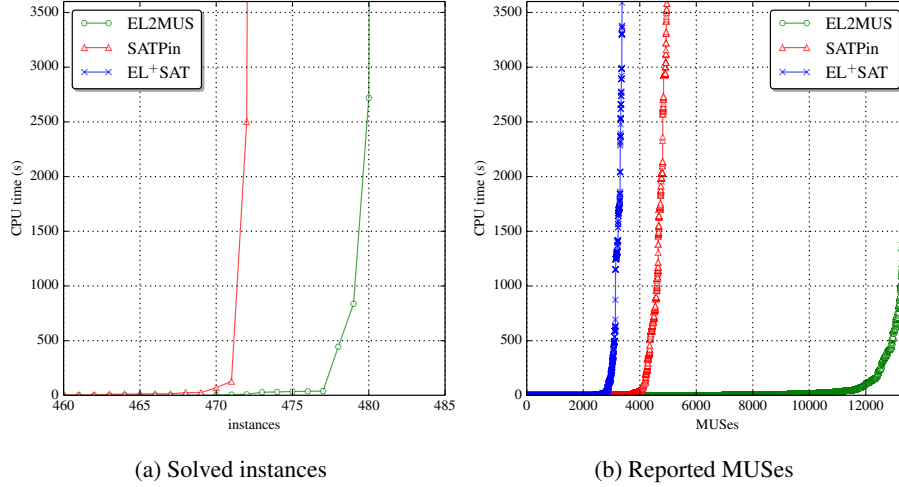 EL2MUS
SATPin
EL+SAT
3500
3000
2500
2000
1500
1000
500
0
CPU time (s)
460 465 470 475 480 485
instances
(a) Solved instances
EL2MUS
SATPin
EL+SAT
3500
3000
2500
2000
1500
1000
500
0
CPU time (s)
0 2000 4000 6000 8000 10000 12000
MUSes
(b) Reported MUSes